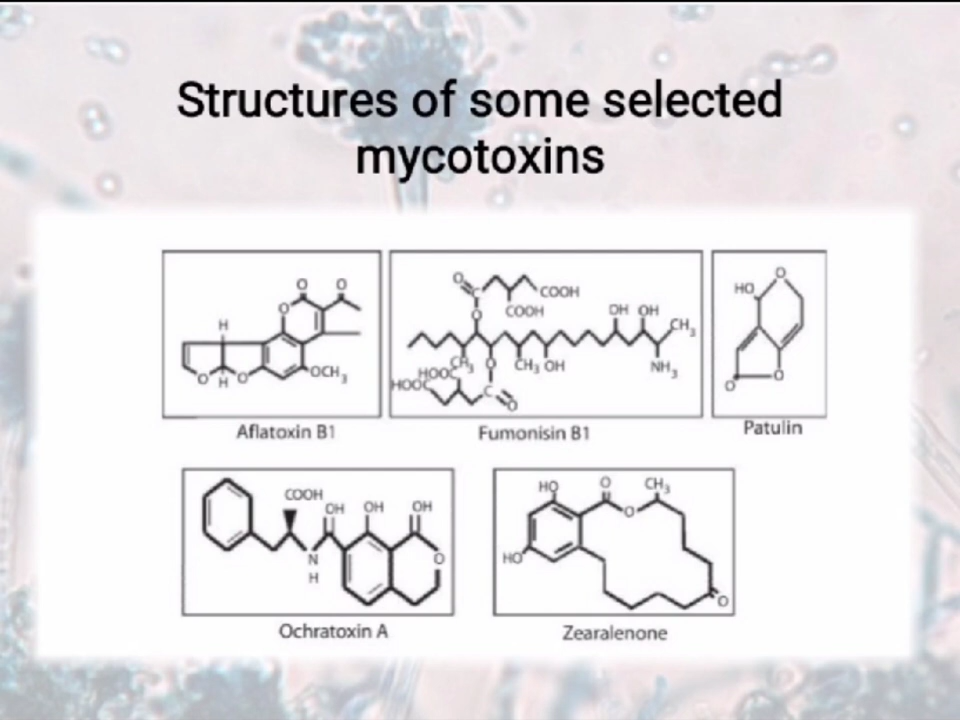 Structures of some selected
mycotoxins
O O
O
H
O H O OCH3
Aflatoxin B1
O
C COOH
O COOH OH OH
CH3
CH3 O CH3 OH NH3
HOOC
HOOC C O
Fumonisin B1
O
HO
O O
Patulin
COOH
OH OH OH
N O
H
Ochratoxin A
HO O CH3
O
HO
O
Zearalenone